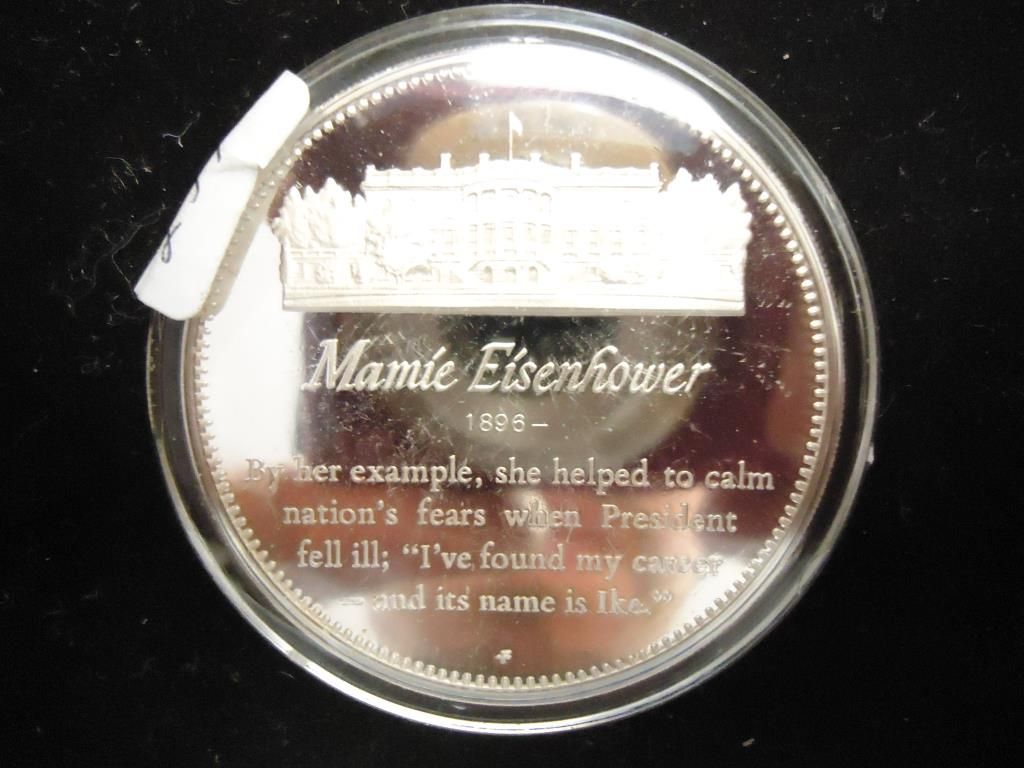 Mamie Eisenhower
1896 –
By her example, she helped to calm
nation's fears when President
fell ill; “I've found my career
– and its name is Ike.”